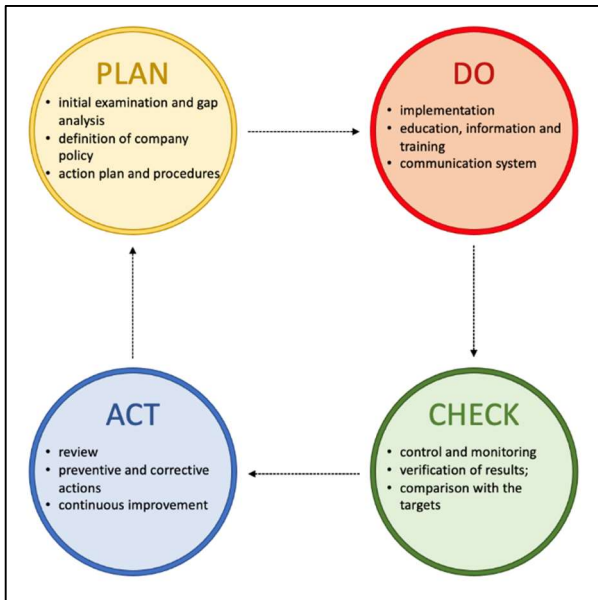 PLAN
• initial examination and gap
analysis
• definition of company
policy
• action plan and procedures
DO
• implementation
• education, information and
training
• communication system
CHECK
• control and monitoring
• verification of results;
• comparison with the
targets
ACT
• review
• preventive and corrective
actions
• continuous improvement